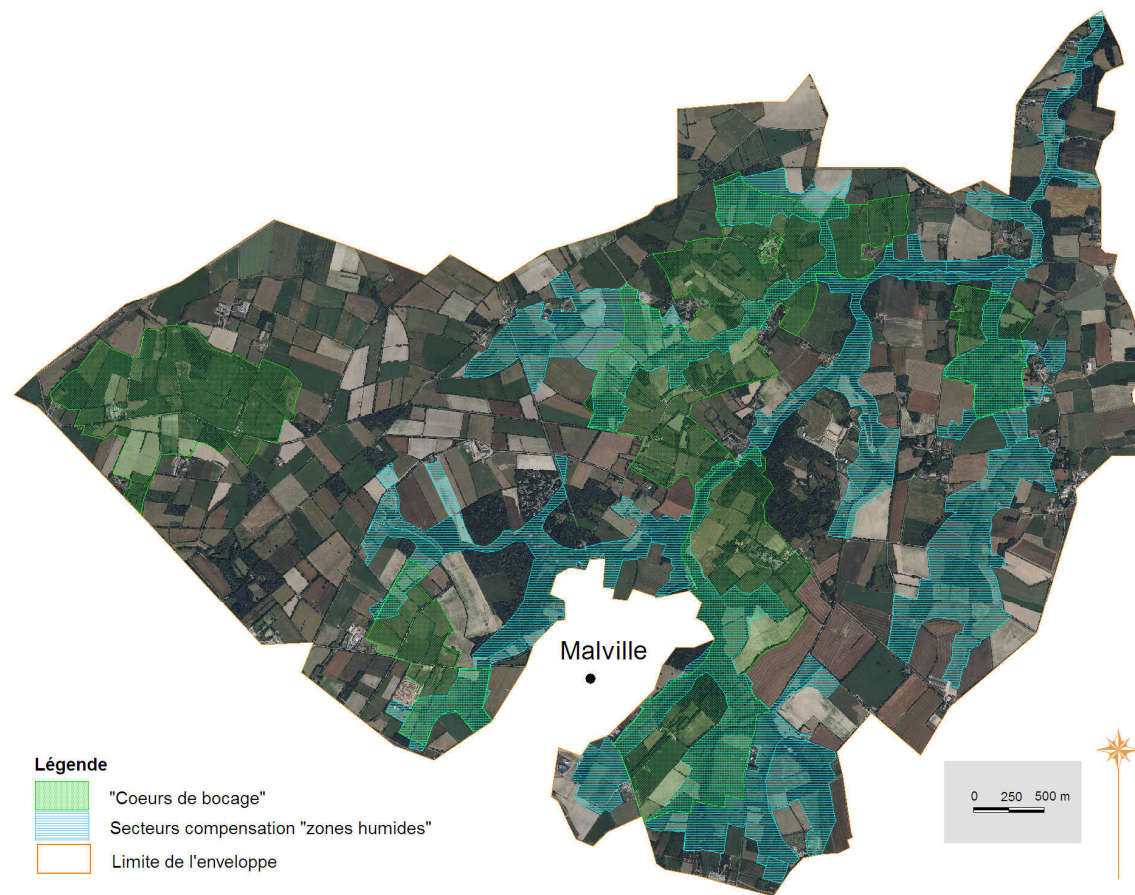 Malville
Légende
"Coeurs de bocage"
Secteurs compensation "zones humides"
Limite de l'enveloppe
0 250 500 m